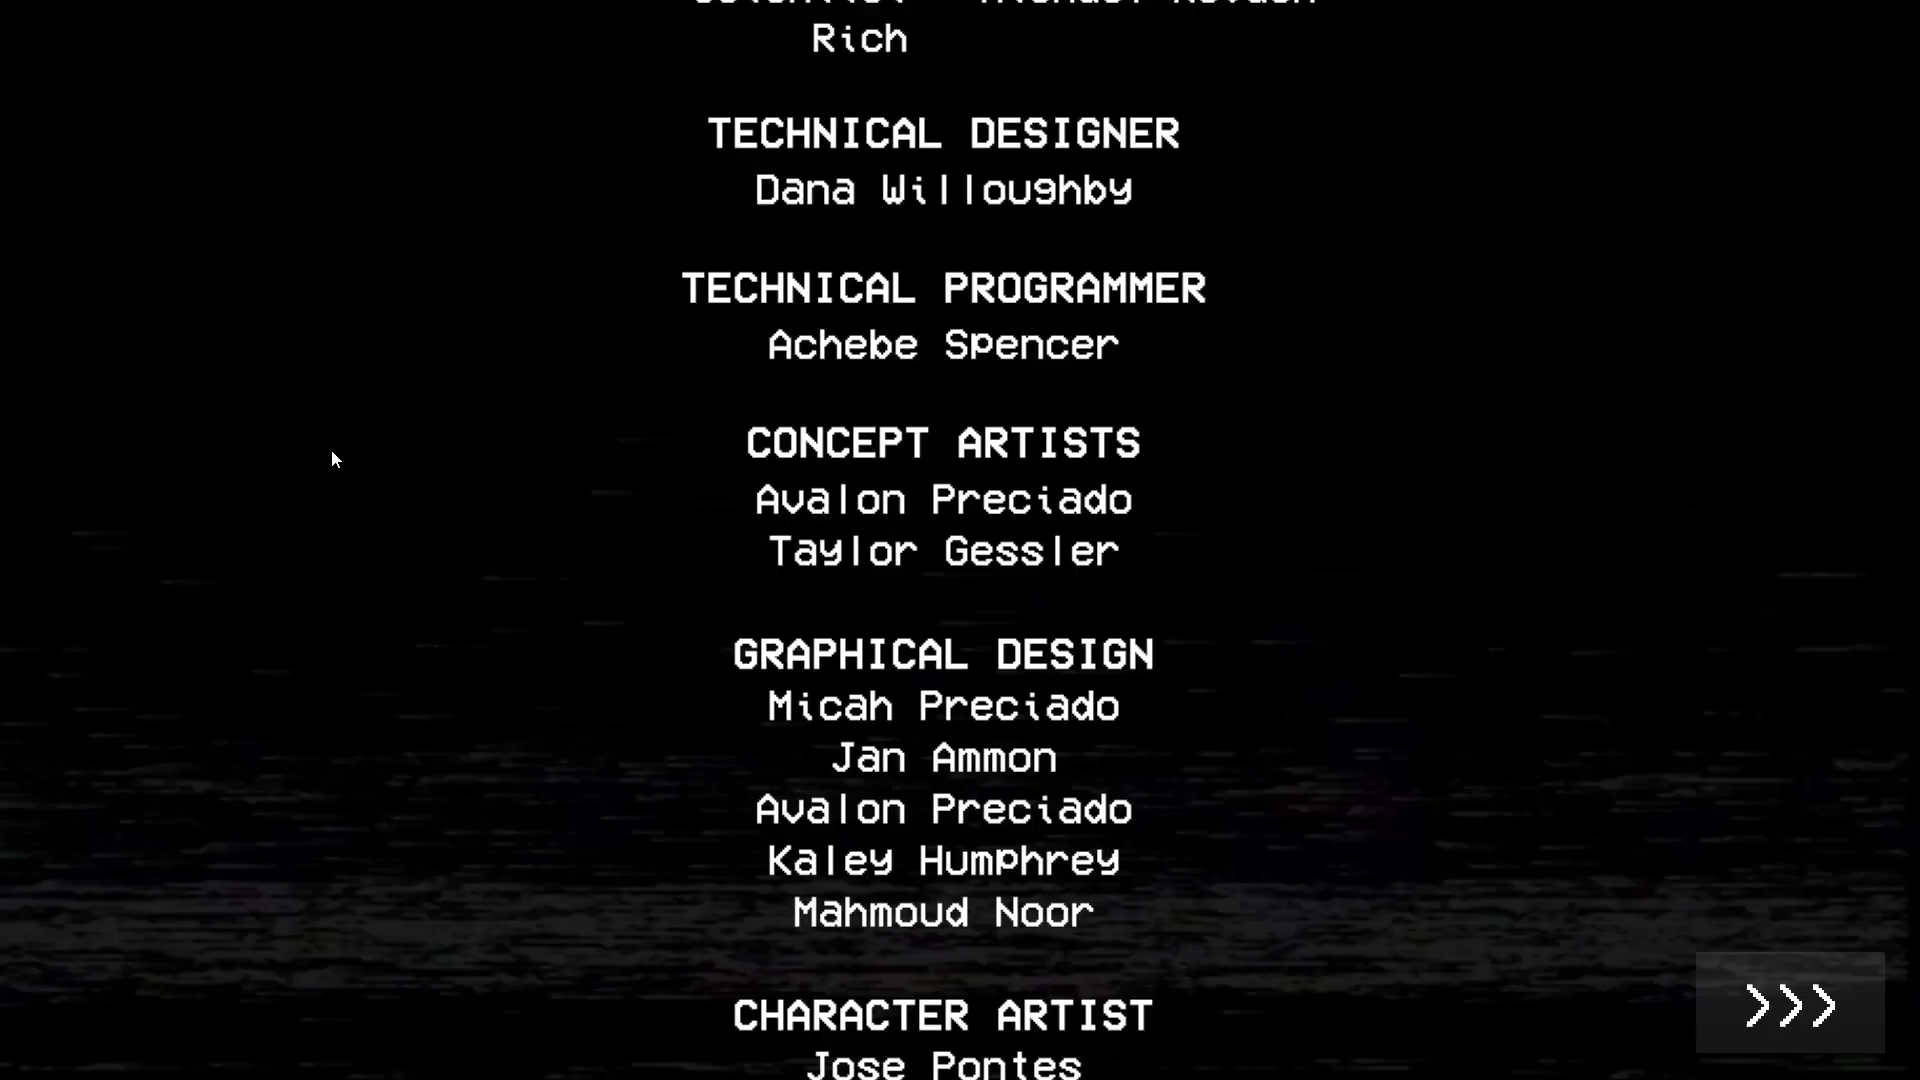 Rich
TECHNICAL DESIGNER
Dana Willoughby
TECHNICAL PROGRAMMER
Achebe Spencer
CONCEPT ARTISTS
Avalon Preciado
Taylor Gessler
GRAPHICAL DESIGN
Micah Preciado
Jan Ammon
Avalon Preciado
Kaley Humphrey
Mahmoud Noor
CHARACTER ARTIST
Jose Pontes
>>>